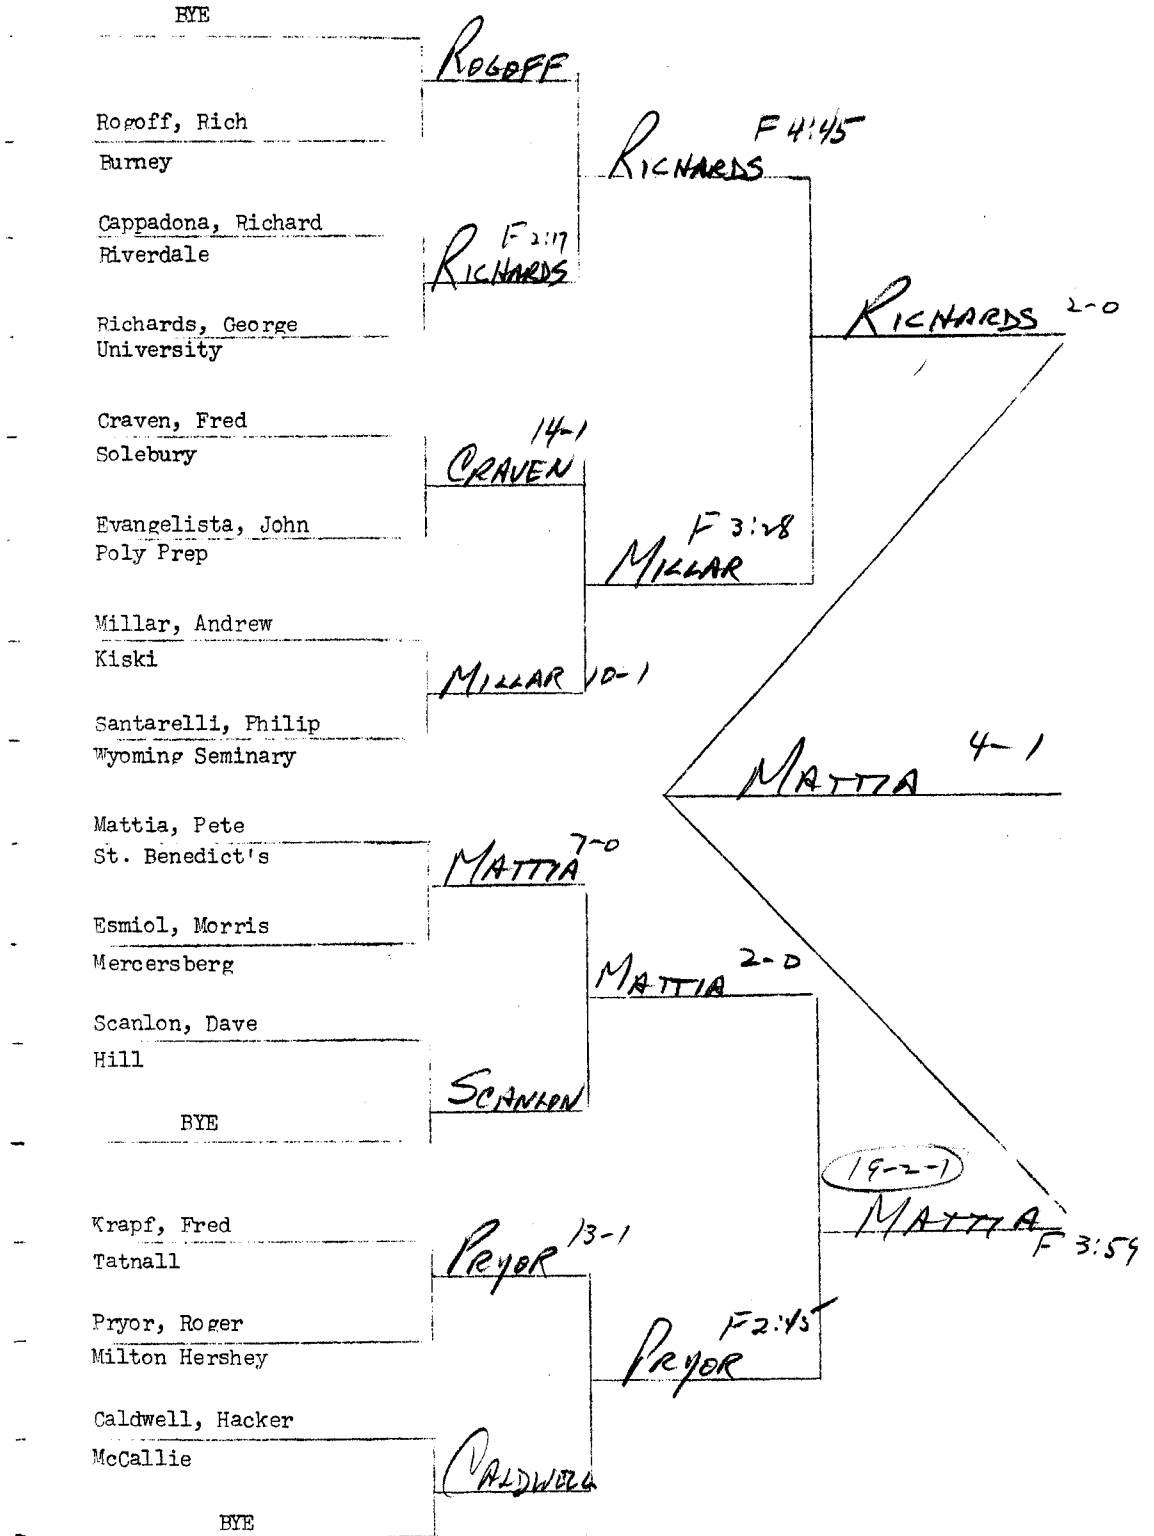 BYE
ROGOFF
Rogoff, Rich
Burney
F 4:45
RICHARDS
Cappadona, Richard
Riverdale
F 2:17
RICHARDS
Richards, George
University
RICHARDS 2-0
Craven, Fred
Solebury
14-1
CRAVEN
Evangelista, John
Poly Prep
F 3:28
MILLAR
Millar, Andrew
Kiski
MILLAR 10-1
Santarelli, Philip
Wyoming Seminary
MATTIA 4-1
Mattia, Pete
St. Benedict's
MATTIA 7-0
Esmiol, Morris
Mercersberg
MATTIA 2-0
Scanlon, Dave
Hill
SCANLON
BYE
19-2-1
MATTIA
F 3:59
Krapf, Fred
Tatnall
PRYOR 13-1
Pryor, Roger
Milton Hershey
F 2:45
PRYOR
Caldwell, Hacker
McCallie
CALDWELL
BYE